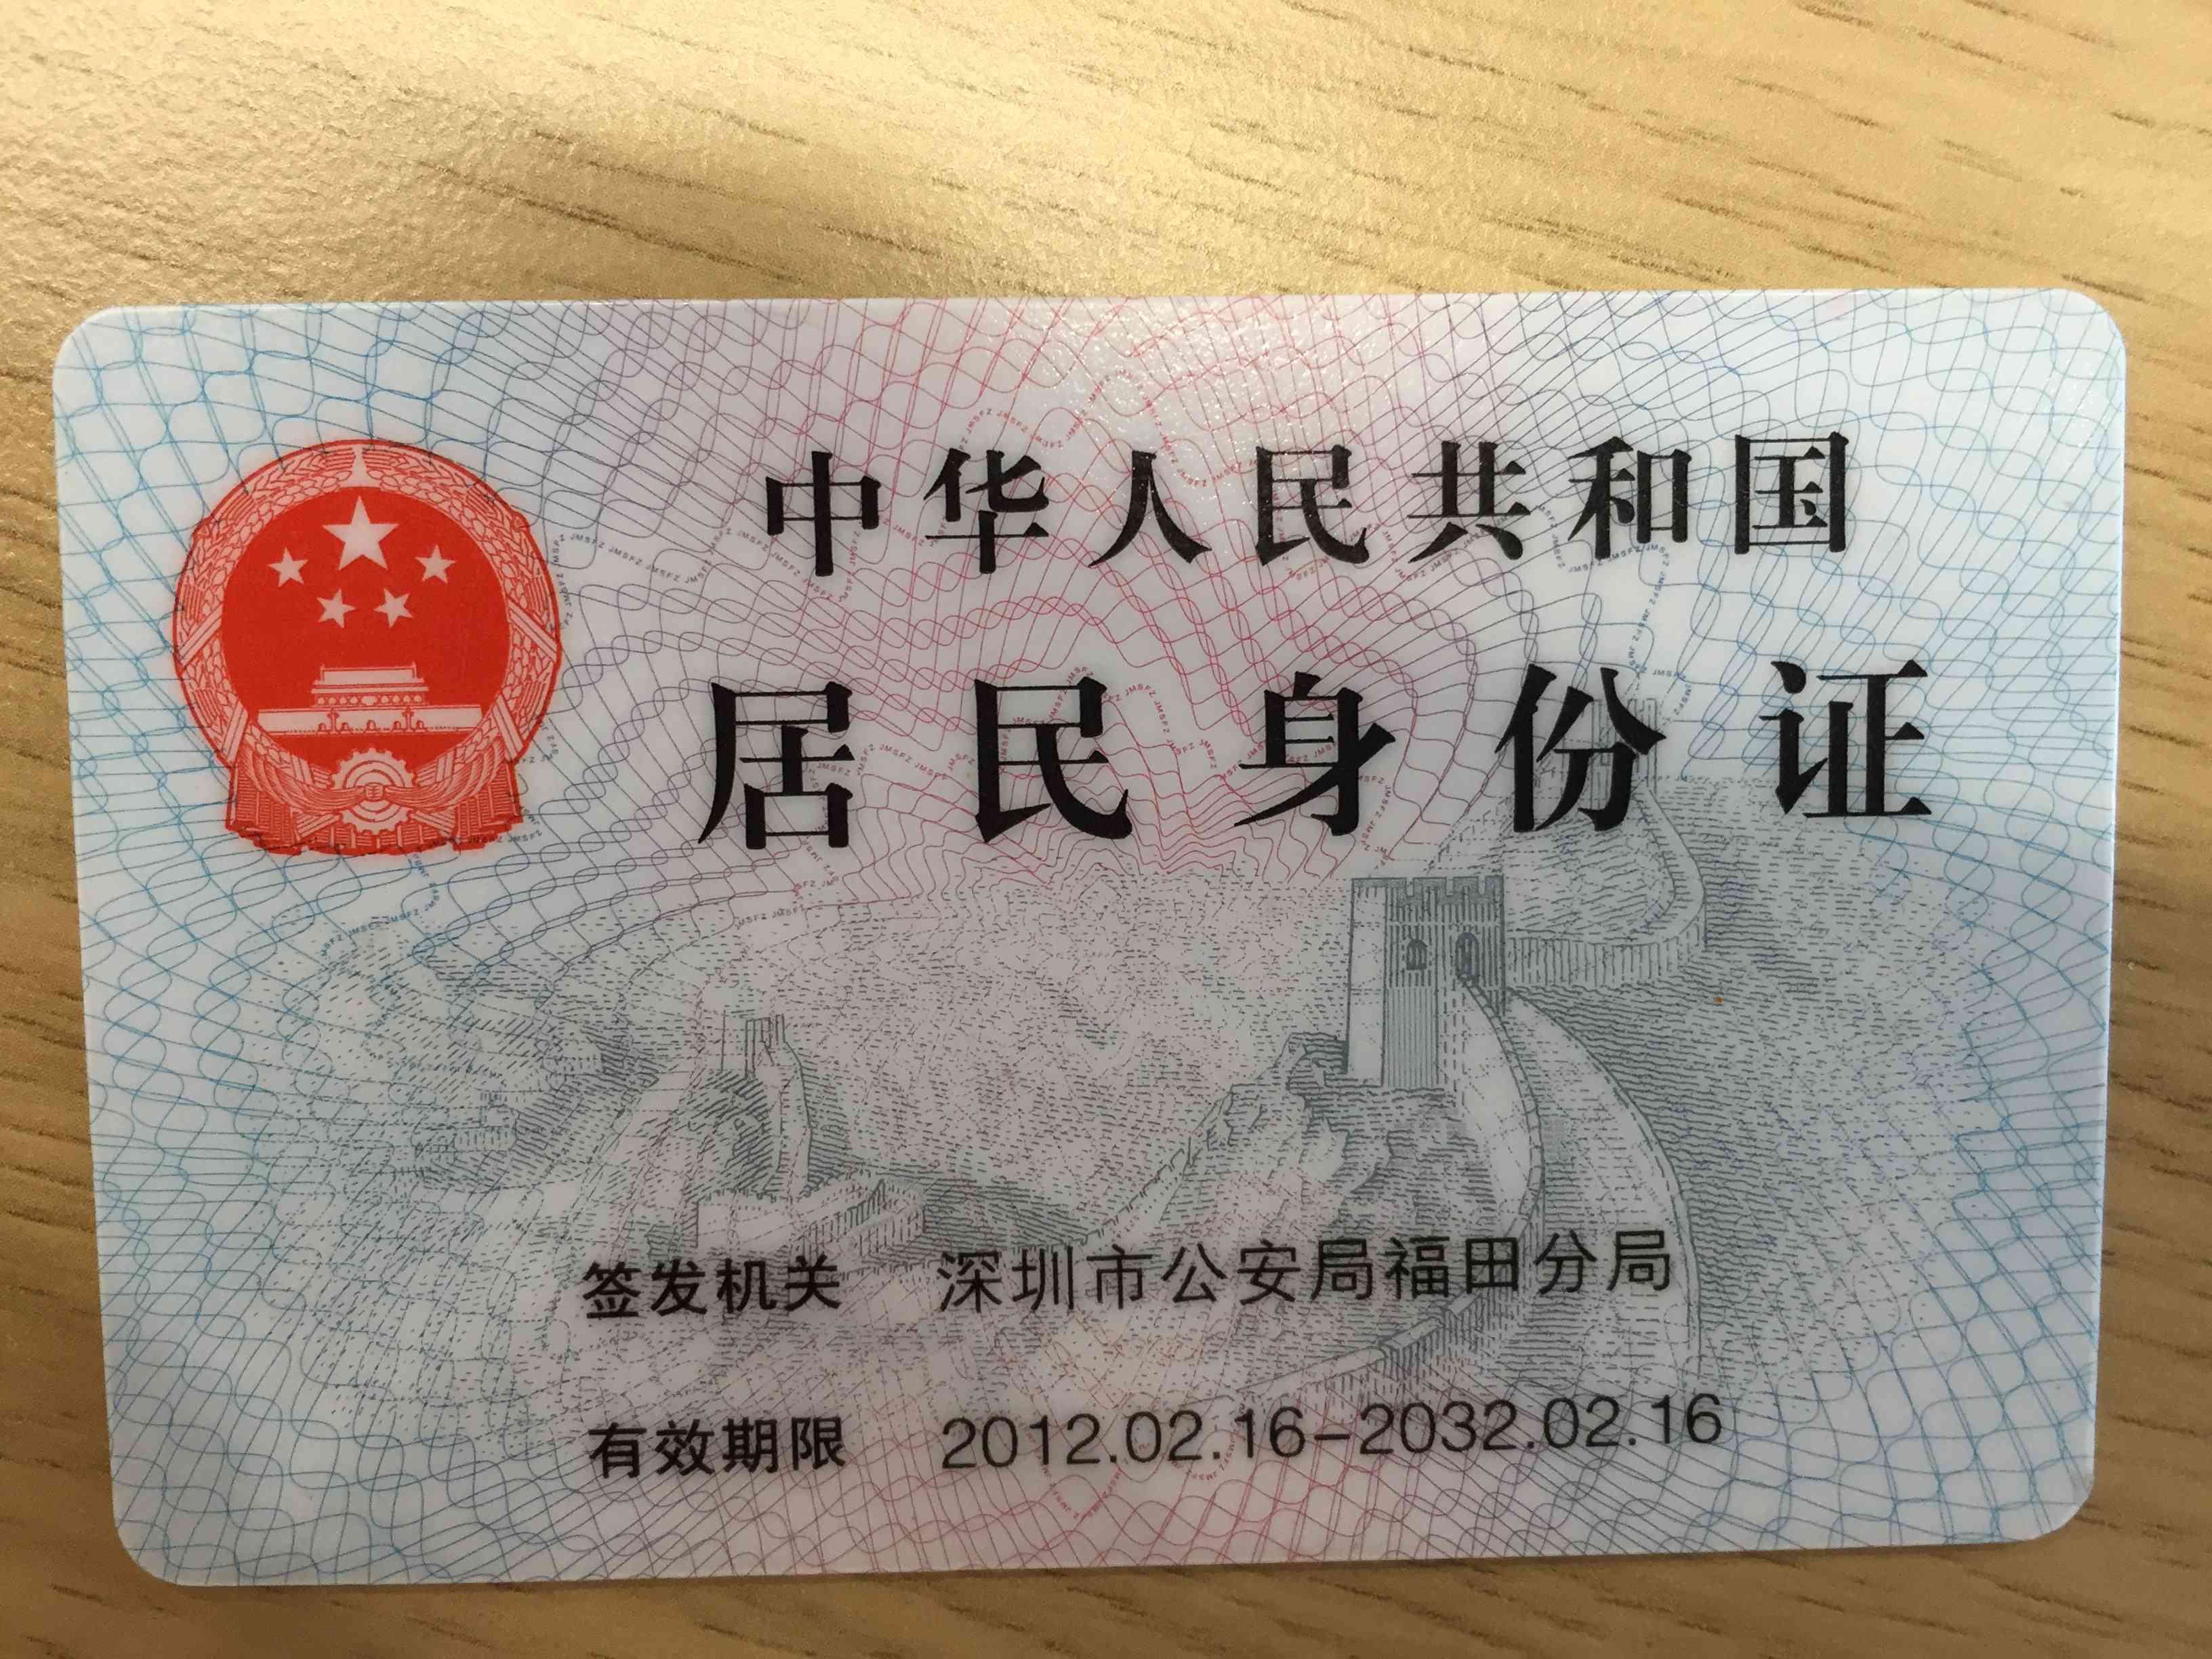 中华人民共和国
居民身份证
签发机关 深圳市公安局福田分局
有效期限 2012.02.16-2032.02.16